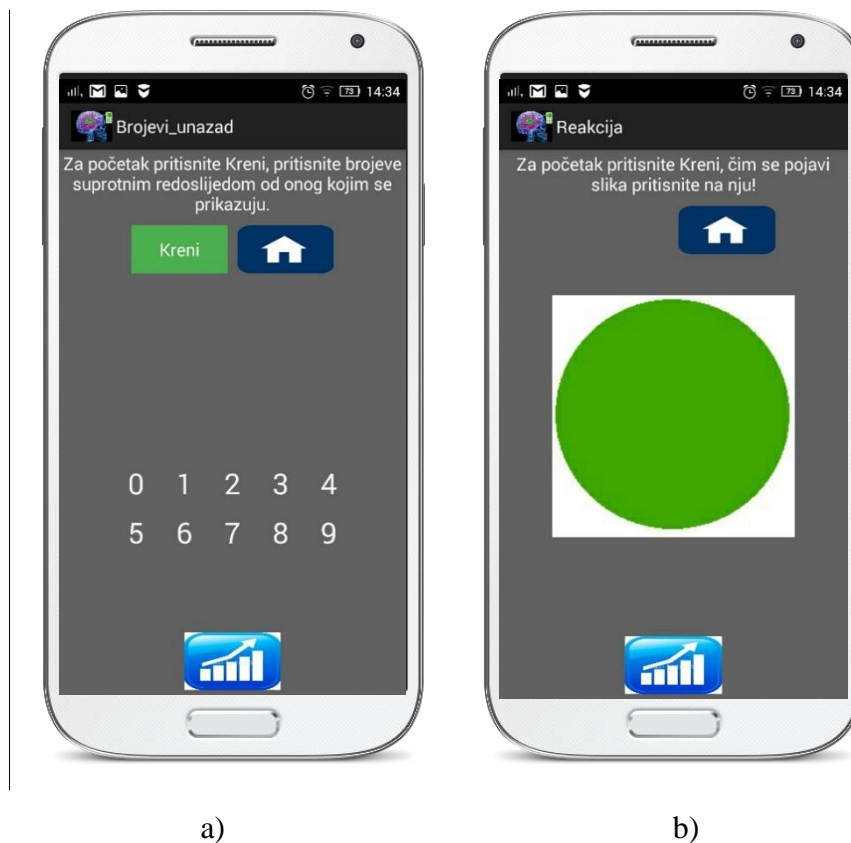 73 14:34
Brojevi_unazad
Za početak pritisnite Kreni, pritisnite brojeve
suprotnim redoslijedom od onog kojim se
prikazuju.
Kreni
0 1 2 3 4
5 6 7 8 9
a)
73 14:34
Reakcija
Za početak pritisnite Kreni, čim se pojavi
slika pritisnite na nju!
b)